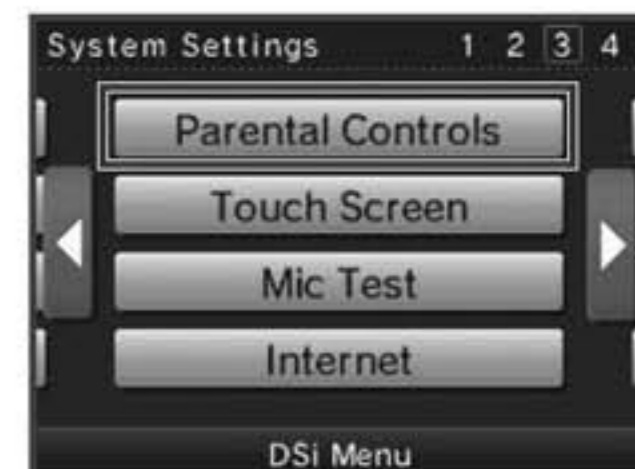 System Settings 1 2 3 4
Parental Controls
Touch Screen
Mic Test
Internet
DSi Menu